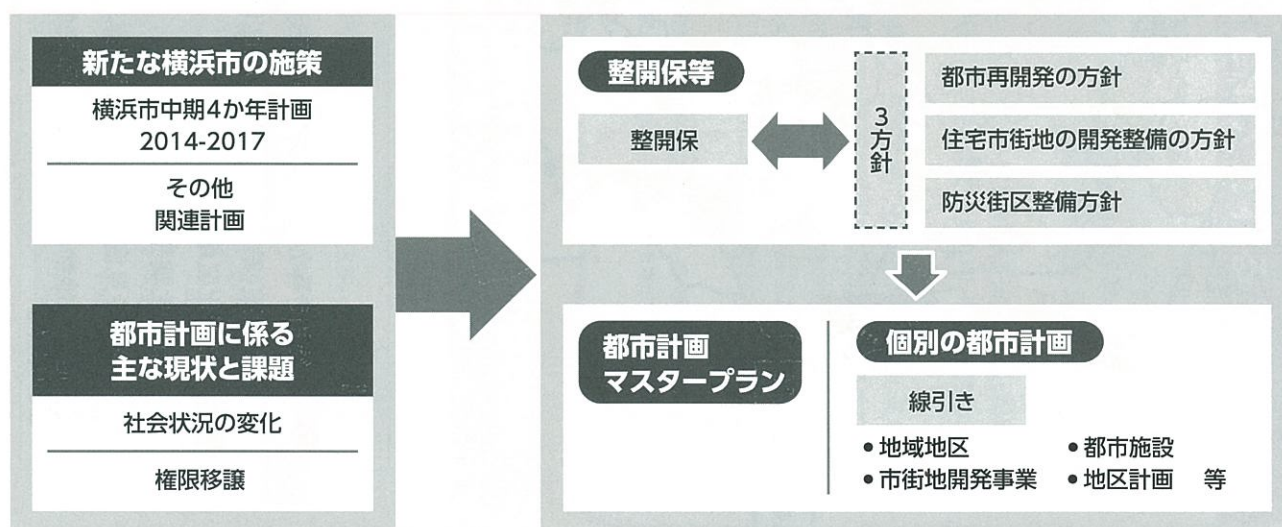 新たな横浜市の施策
横浜市中期4か年計画
2014-2017
その他
関連計画
都市計画に係る
主な現状と課題
社会状況の変化
権限移譲
整開保等
整開保
3方針
都市再開発の方針
住宅市街地の開発整備の方針
防災街区整備方針
都市計画
マスタープラン
個別の都市計画
線引き
•地域地区 •都市施設
•市街地開発事業 •地区計画 等